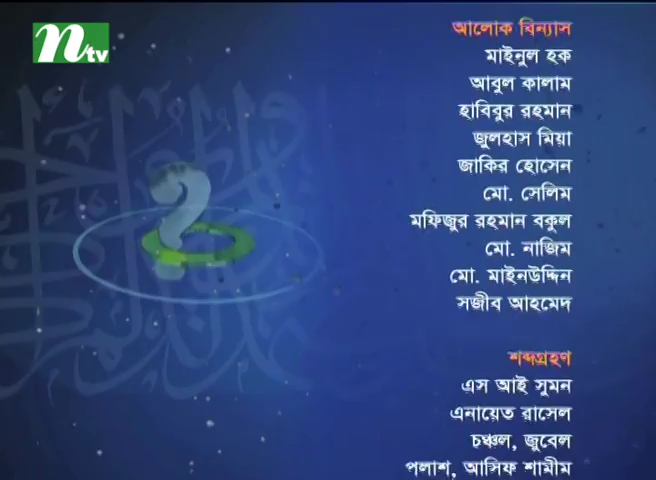 ntv
আলোক বিন্যাস
মাইনুল হক
আবুল কালাম
হাবিবুর রহমান
জুলহাস মিয়া
জাকির হোসেন
মো. সেলিম
মফিজুর রহমান বকুল
মো. নাজিম
মো. মাইনউদ্দিন
সজীব আহমেদ
শব্দগ্রহণ
এস আই সুমন
এনায়েত রাসেল
চঞ্চল, জুবেল
পলাশ, আসিফ শামীম